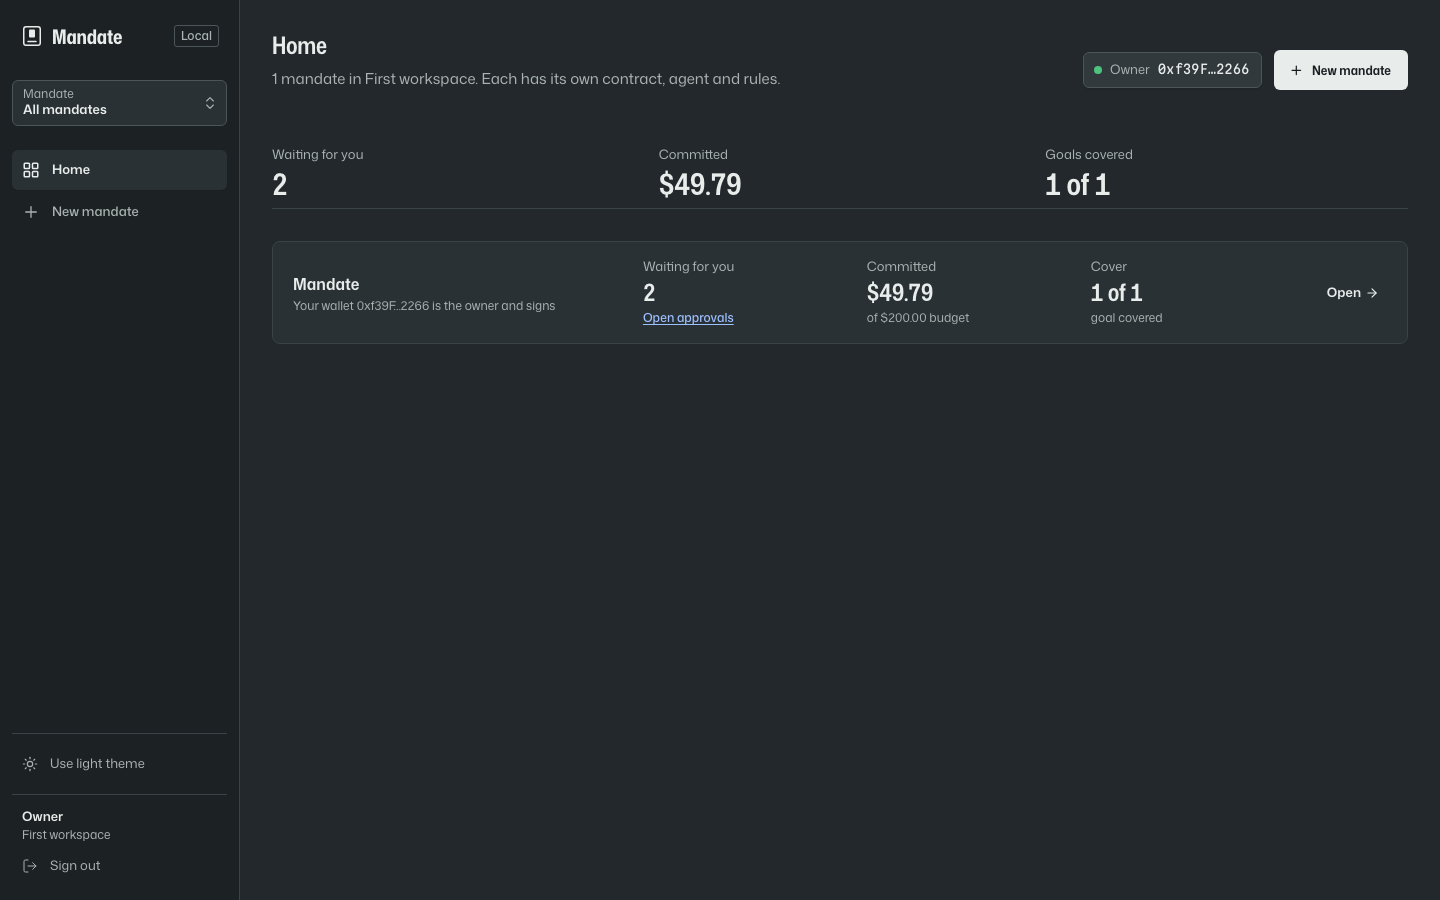 Mandate
Local
Mandate
All mandates
Home
New mandate
Use light theme
Owner
First workspace
Sign out
Home
1 mandate in First workspace. Each has its own contract, agent and rules.
Owner 0xf39F…2266
New mandate
Waiting for you
2
Committed
$49.79
Goals covered
1 of 1
Mandate
Your wallet 0xf39F…2266 is the owner and signs
Waiting for you
2
Open approvals
Committed
$49.79
of $200.00 budget
Cover
1 of 1
goal covered
Open →